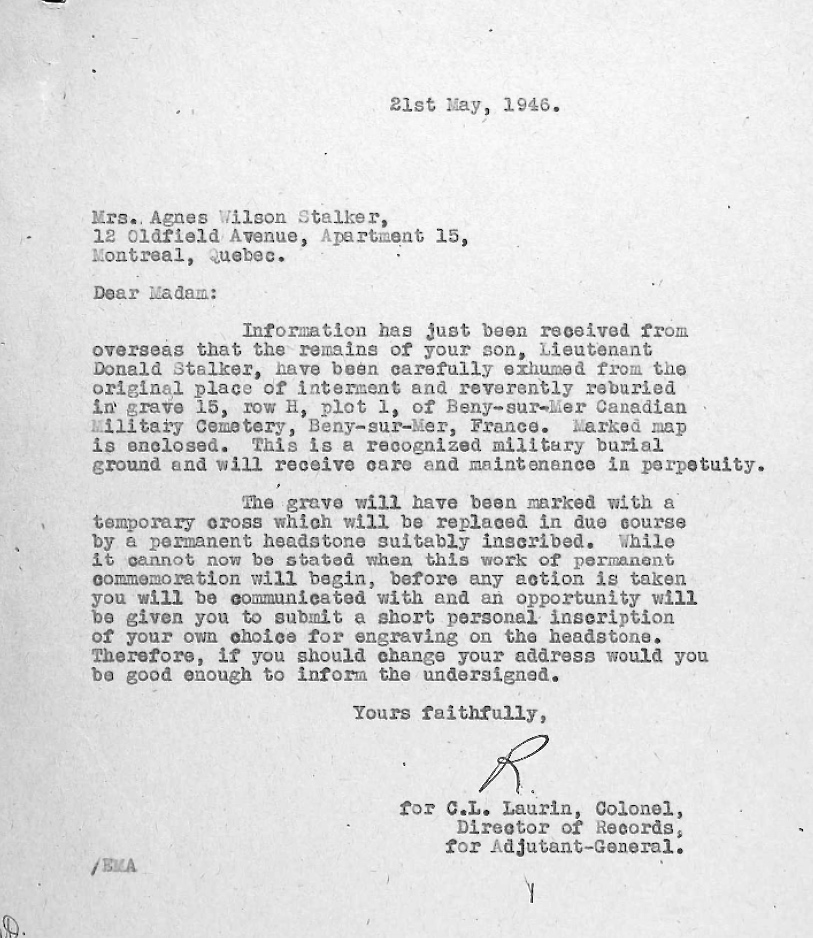 21st May, 1946.
Mrs. Agnes Wilson Stalker,
12 Oldfield Avenue, Apartment 15,
Montreal, Quebec.
Dear Madam:
Information has just been received from
overseas that the remains of your son, Lieutenant
Donald Stalker, have been carefully exhumed from the
original place of interment and reverently reburied
in grave 15, row H, plot 1, of Beny-sur-Mer Canadian
Military Cemetery, Beny-sur-Mer, France. Marked map
is enclosed. This is a recognized military burial
ground and will receive care and maintenance in perpetuity.
The grave will have been marked with a
temporary cross which will be replaced in due course
by a permanent headstone suitably inscribed. While
it cannot now be stated when this work of permanent
commemoration will begin, before any action is taken
you will be communicated with and an opportunity will
be given you to submit a short personal inscription
of your own choice for engraving on the headstone.
Therefore, if you should change your address would you
be good enough to inform the undersigned.
Yours faithfully,
R.
for C.L. Laurin, Colonel,
Director of Records,
for Adjutant-General.
/EMA